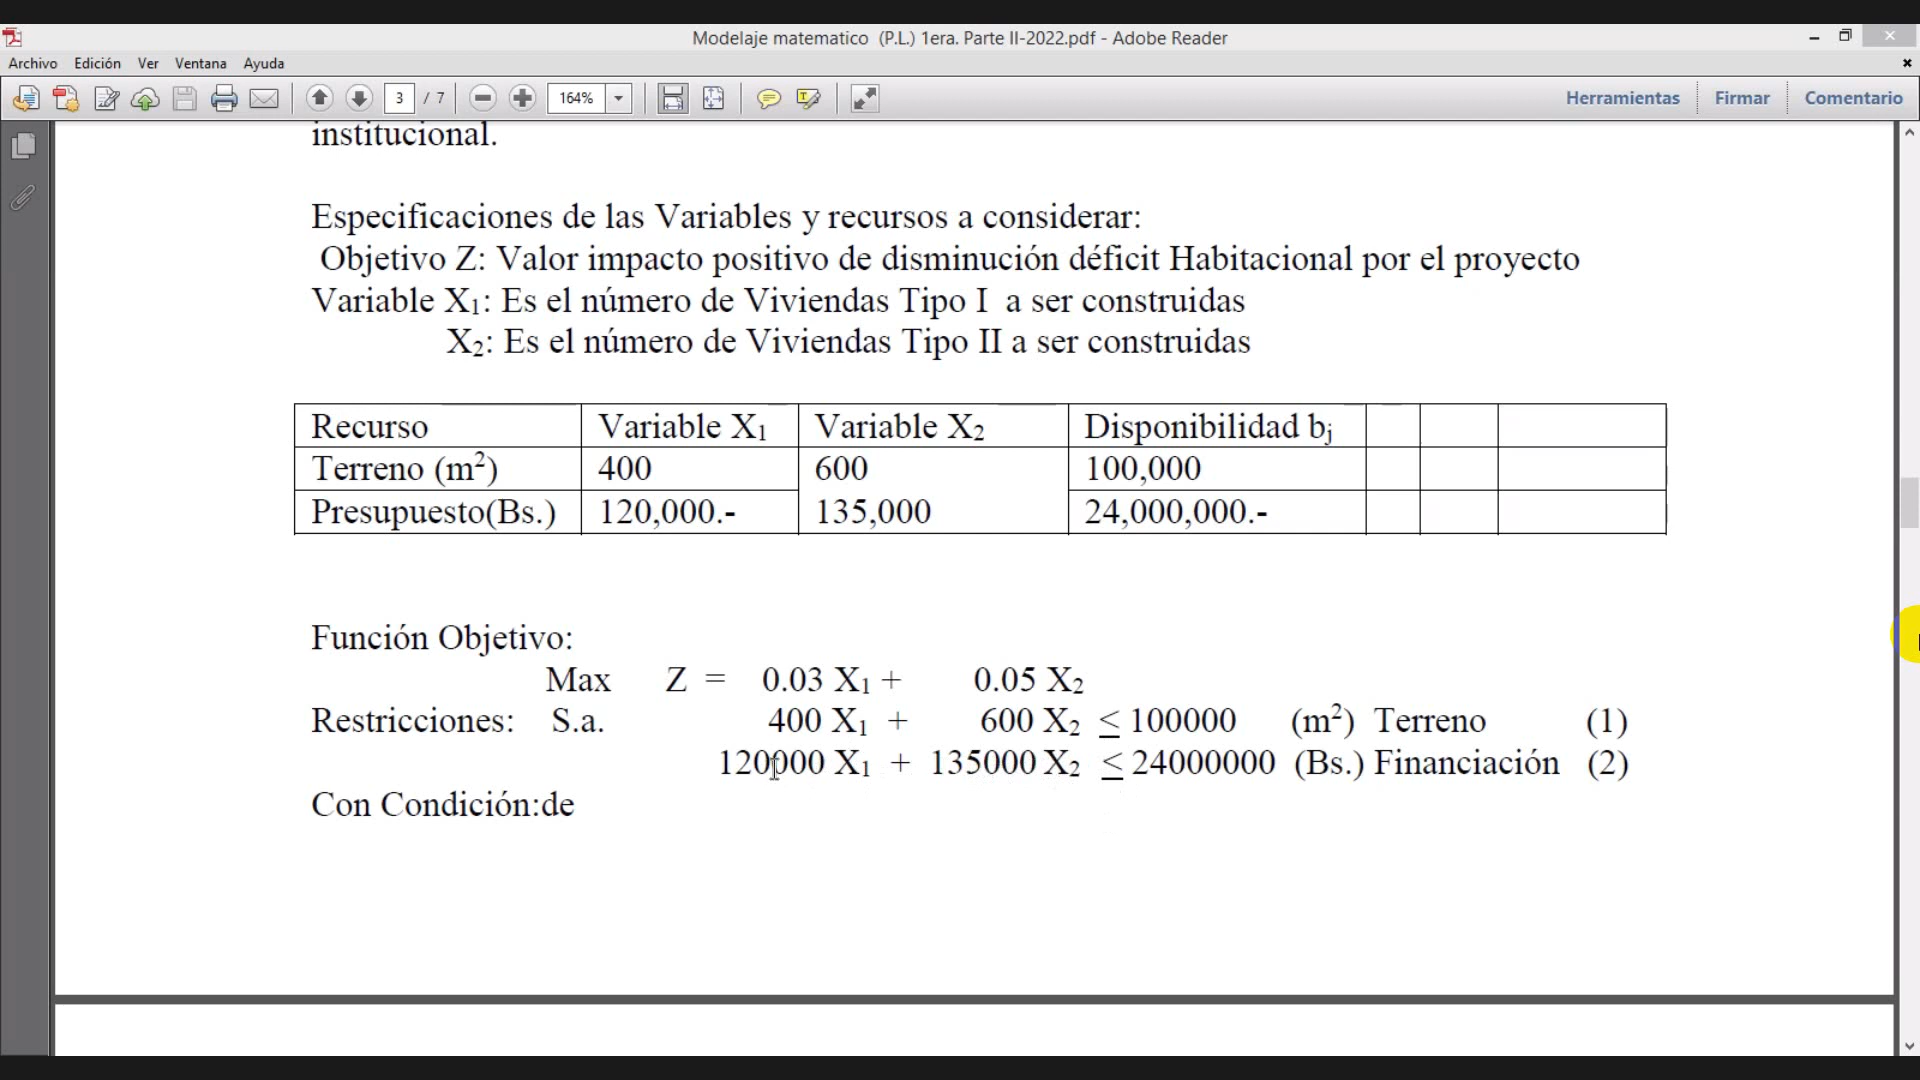 Modelaje matematico (P.L.) 1era. Parte II-2022.pdf - Adobe Reader
Archivo Edición Ver Ventana Ayuda
3 / 7 164% Herramientas Firmar Comentario
institucional.
Especificaciones de las Variables y recursos a considerar:
Objetivo Z: Valor impacto positivo de disminución déficit Habitacional por el proyecto
Variable X₁: Es el número de Viviendas Tipo I a ser construidas
X₂: Es el número de Viviendas Tipo II a ser construidas
Recurso Variable X₁ Variable X₂ Disponibilidad bⱼ
Terreno (m²) 400 600 100,000
Presupuesto(Bs.) 120,000.- 135,000 24,000,000.-
Función Objetivo:
Max Z = 0.03 X₁ + 0.05 X₂
Restricciones: S.a. 400 X₁ + 600 X₂ ≤ 100000 (m²) Terreno (1)
120000 X₁ + 135000 X₂ ≤ 24000000 (Bs.) Financiación (2)
Con Condición:de